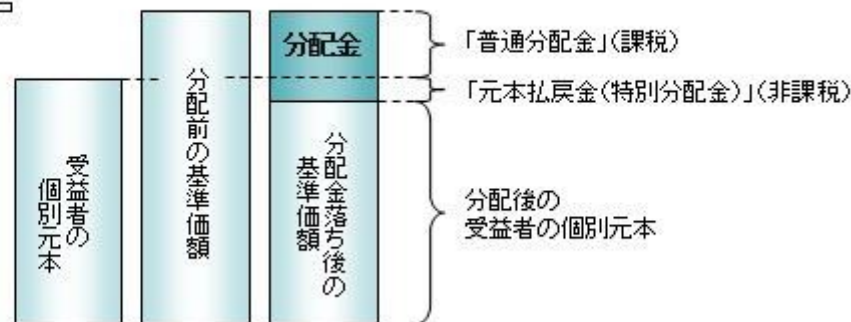 受益者の
個別元本
分配前の基準価額
分配金
分配金落ち後の
基準価額
「普通分配金」(課税)
「元本払戻金(特別分配金)」(非課税)
分配後の
受益者の個別元本